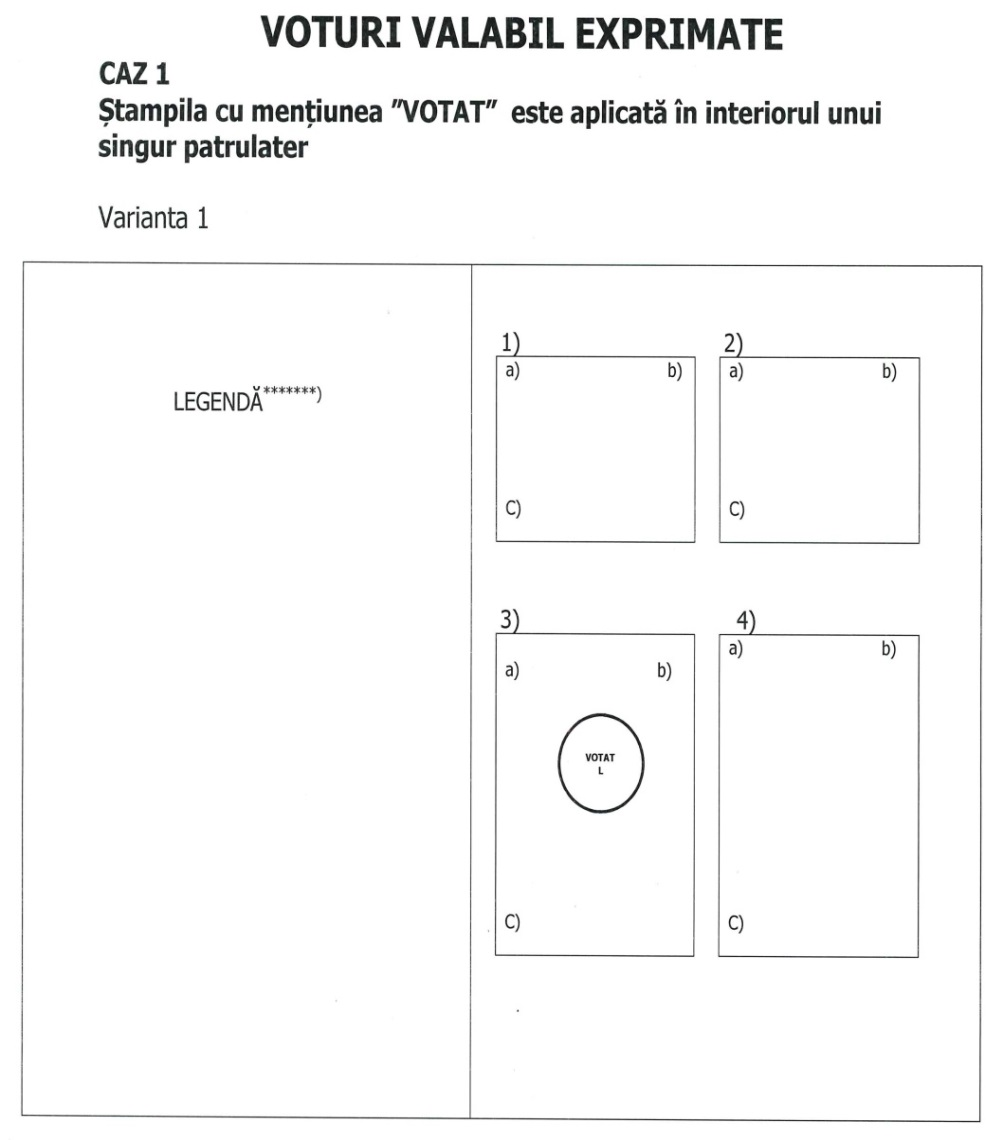 VOTURI VALABIL EXPRIMATE
CAZ 1
Ștampila cu mențiunea ”VOTAT” este aplicată în interiorul unui
singur patrulater
Varianta 1
LEGENDĂ*******)
1)
a) b)
C)
2)
a) b)
C)
3)
a) b)
VOTAT
L
C)
4)
a) b)
C)